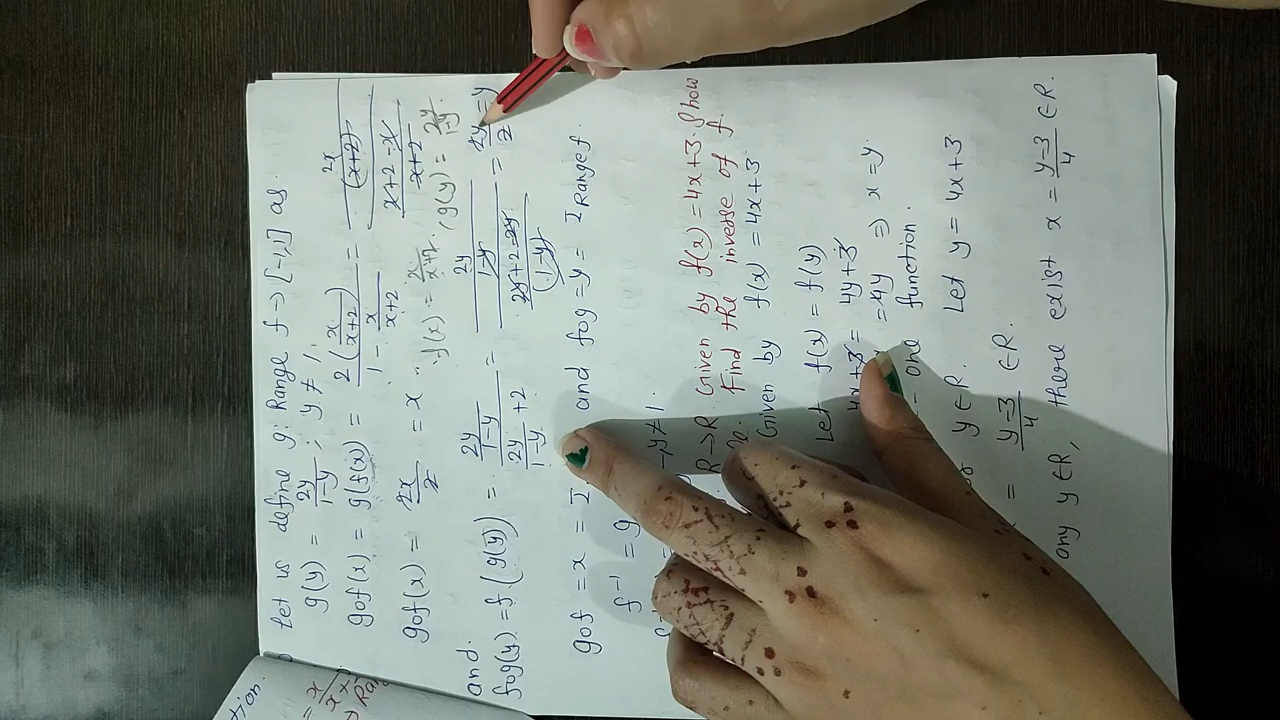 Let us define g: Range f → [-1,1] as.
g(y) = 2y/1-y ; y ≠ 1,
gof(x) = g(f(x)) = 2(x/x+2) / 1 - x/x+2 = 2x/(x+2) / x+2-x/x+2
gof(x) = 2x/2 = x ∵ f(x) = , g(y) = 2y/1-y
and
fog(y) = f(g(y)) = 2y/1-y / 2y/1-y + 2 = 2y/1-y / 2y+2-2y/(1-y) = 2y/2 = y
gof = x = I and fog = y = I Range f.
f⁻¹ = g
y ≠ 1.
R→R Given by f(x) = 4x+3. Show
Find the inverse of f.
Given by f(x) = 4x+3
Let f(x) = f(y)
4x+3 = 4y+3
= 4y ⇒ x = y
one function.
y ∈ R. Let y = 4x+3
= y-3/4 ∈ R.
any y ∈ R, there exist x = y-3/4 ∈ R.
tion.
= x/x+